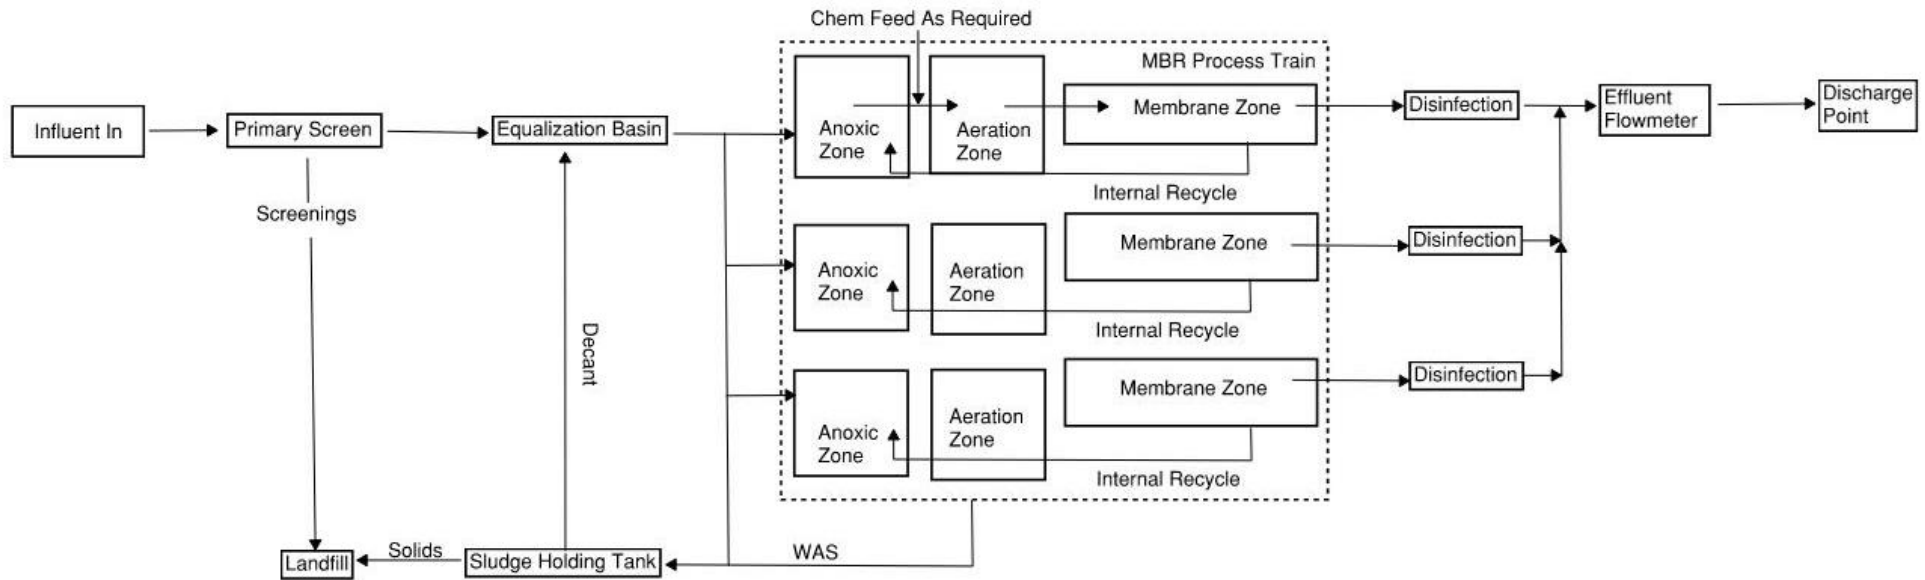 Chem Feed As Required
MBR Process Train
Influent In
Primary Screen
Equalization Basin
Anoxic
Zone
Aeration
Zone
Membrane Zone
Disinfection
Effluent
Flowmeter
Discharge
Point
Internal Recycle
Screenings
Anoxic
Zone
Aeration
Zone
Membrane Zone
Disinfection
Internal Recycle
Decant
Anoxic
Zone
Aeration
Zone
Membrane Zone
Disinfection
Internal Recycle
Landfill
Solids
Sludge Holding Tank
WAS